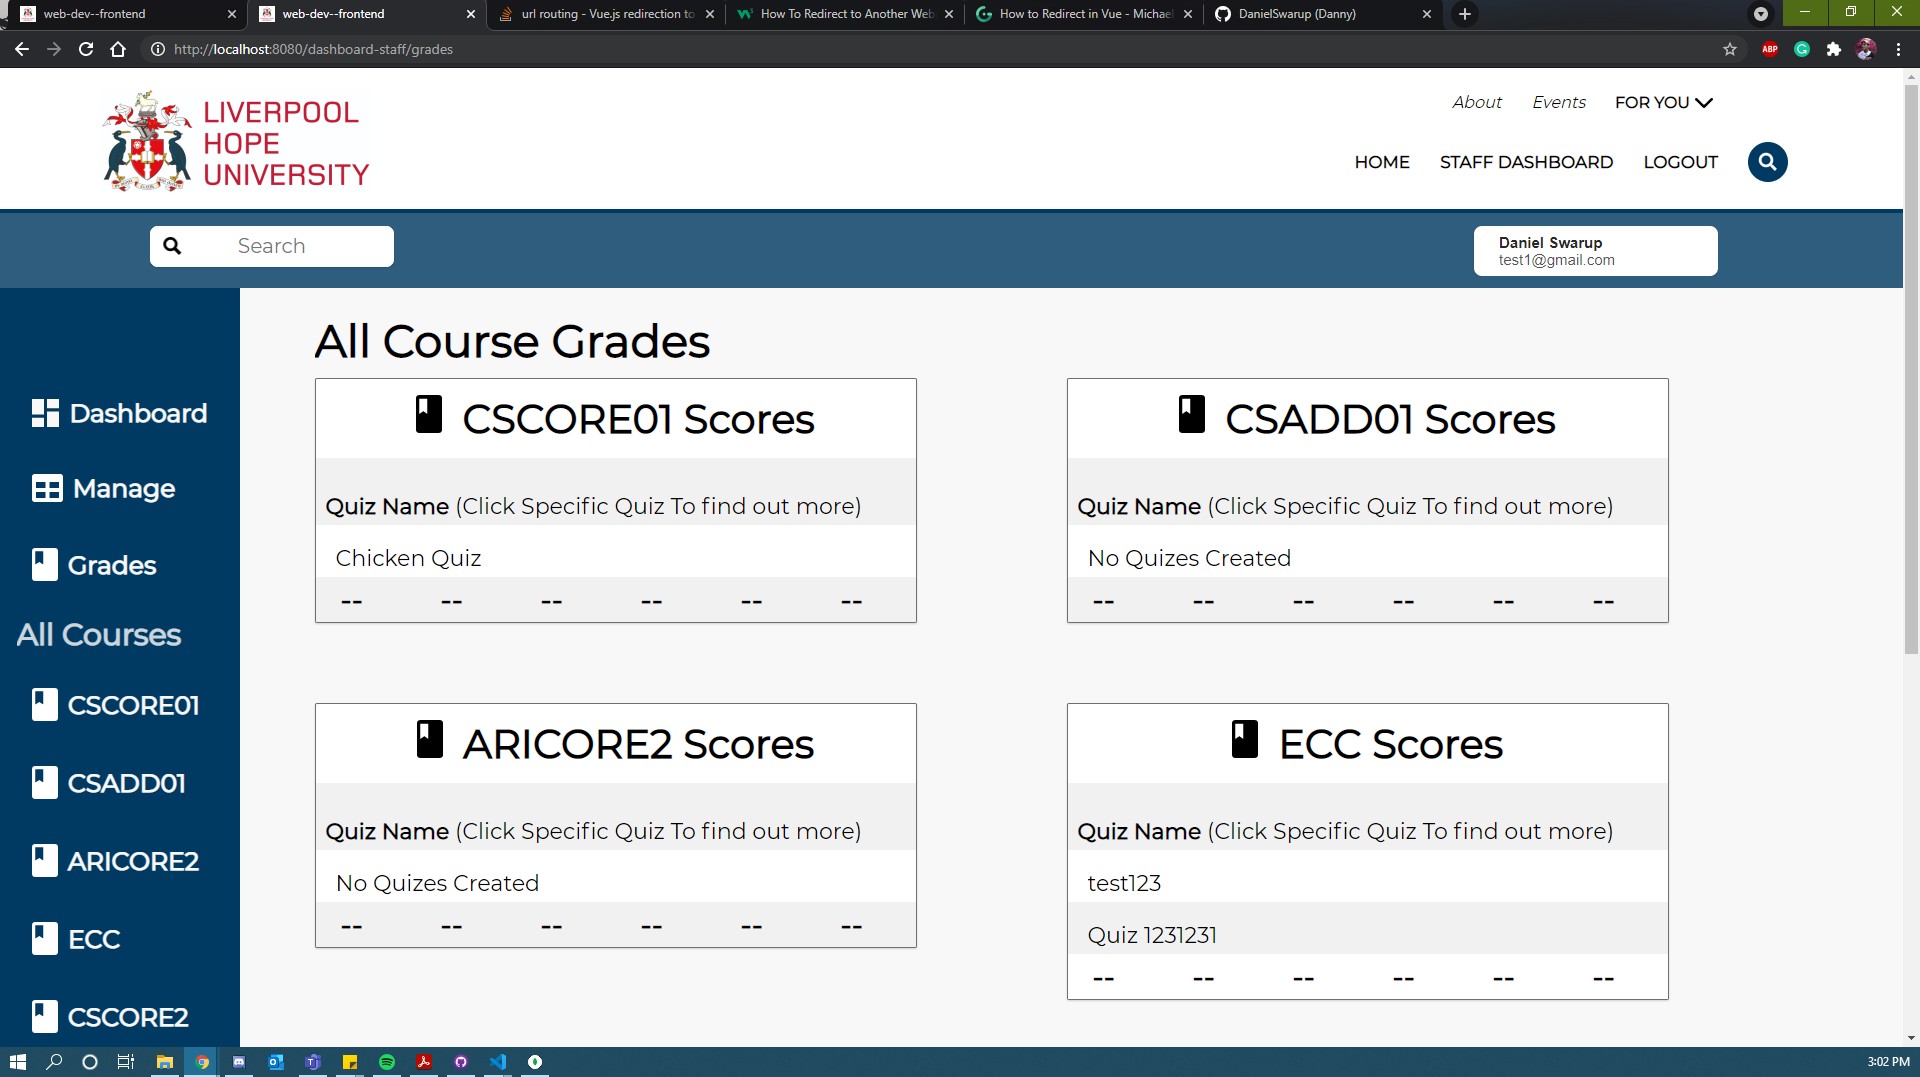 web-dev--frontend
web-dev--frontend
url routing - Vue.js redirection to
How To Redirect to Another Web
How to Redirect in Vue - Michae
DanielSwarup (Danny)
http://localhost:8080/dashboard-staff/grades
ABP
LIVERPOOL
HOPE
UNIVERSITY
About
Events
FOR YOU
HOME
STAFF DASHBOARD
LOGOUT
Search
Daniel Swarup
test1@gmail.com
Dashboard
Manage
Grades
All Courses
CSCORE01
CSADD01
ARICORE2
ECC
CSCORE2
All Course Grades
CSCORE01 Scores
Quiz Name (Click Specific Quiz To find out more)
Chicken Quiz
-- -- -- -- -- --
CSADD01 Scores
Quiz Name (Click Specific Quiz To find out more)
No Quizes Created
-- -- -- -- -- --
ARICORE2 Scores
Quiz Name (Click Specific Quiz To find out more)
No Quizes Created
-- -- -- -- -- --
ECC Scores
Quiz Name (Click Specific Quiz To find out more)
test123
Quiz 1231231
-- -- -- -- -- --
3:02 PM